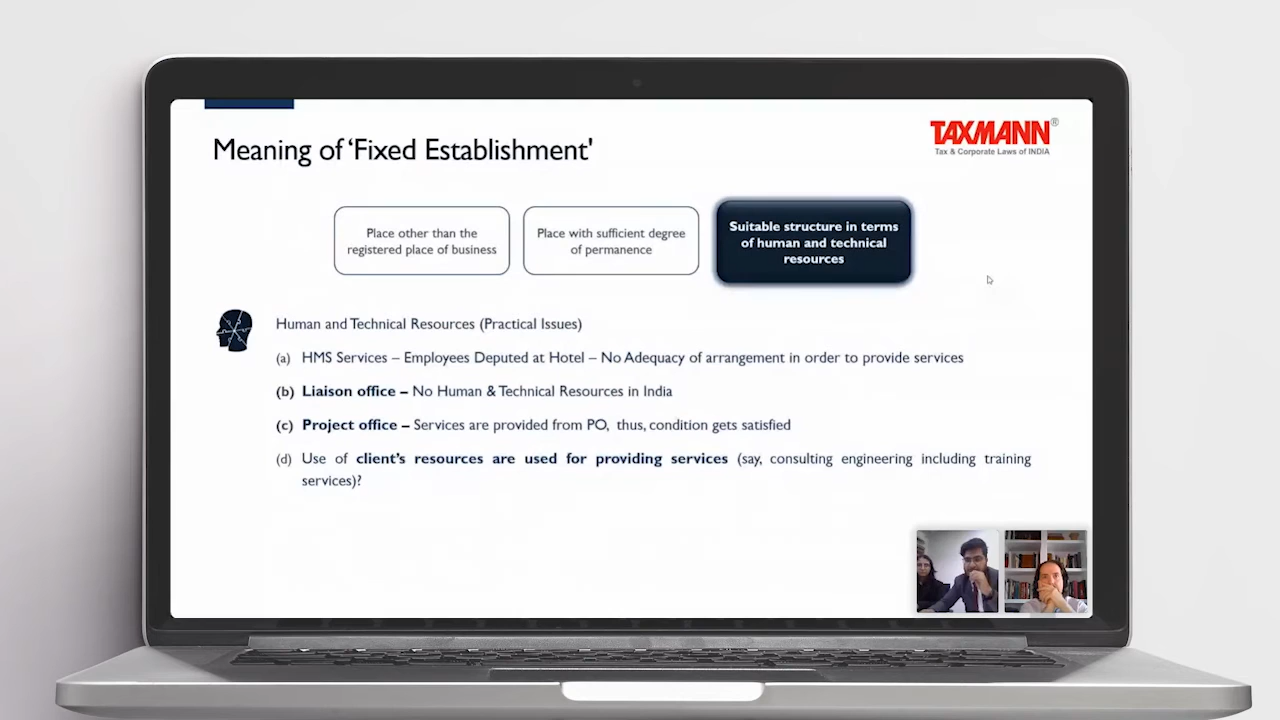 Meaning of 'Fixed Establishment'
TAXMANN®
Tax & Corporate Laws of INDIA
Place other than the
registered place of business
Place with sufficient degree
of permanence
Suitable structure in terms
of human and technical
resources
Human and Technical Resources (Practical Issues)
(a) HMS Services – Employees Deputed at Hotel – No Adequacy of arrangement in order to provide services
(b) Liaison office – No Human & Technical Resources in India
(c) Project office – Services are provided from PO, thus, condition gets satisfied
(d) Use of client's resources are used for providing services (say, consulting engineering including training
services)?